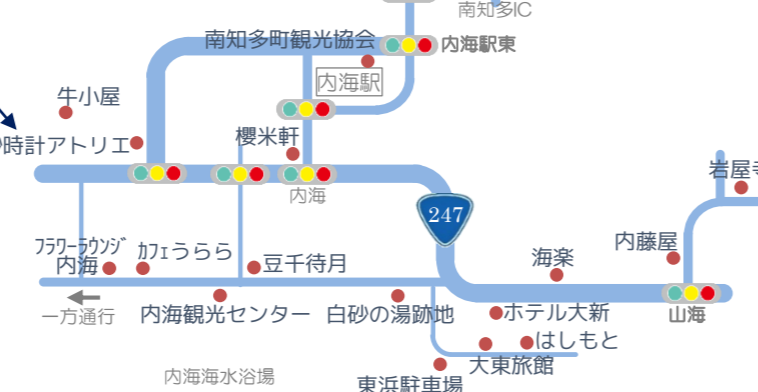 南知多IC
南知多町観光協会
内海駅東
内海駅
牛小屋
時計アトリエ
櫻米軒
内海
岩屋寺
247
フラワーラウンジ
内海
カフェうらら
豆千待月
内藤屋
海楽
一方通行
内海観光センター
白砂の湯跡地
ホテル大新
山海
はしもと
大東旅館
内海海水浴場
東浜駐車場